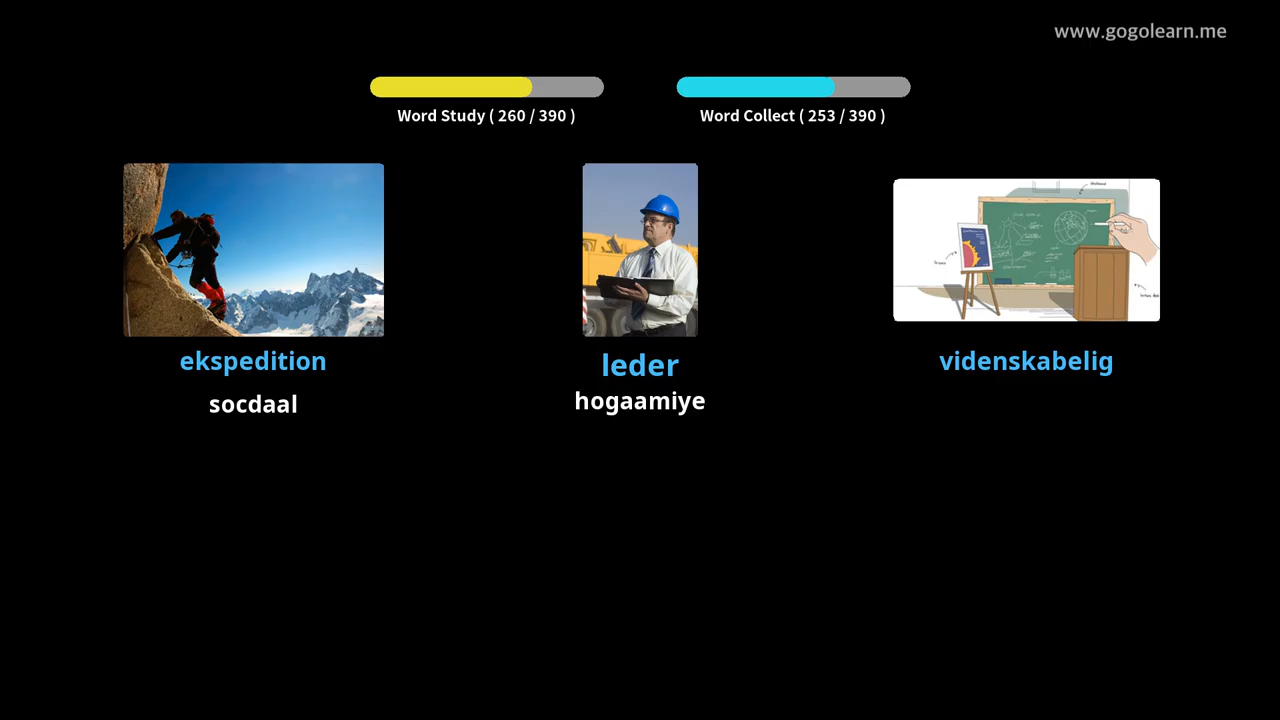 www.gogolearn.me
Word Study ( 260 / 390 )
Word Collect ( 253 / 390 )
ekspedition
leder
videnskabelig
socdaal
hogaamiye